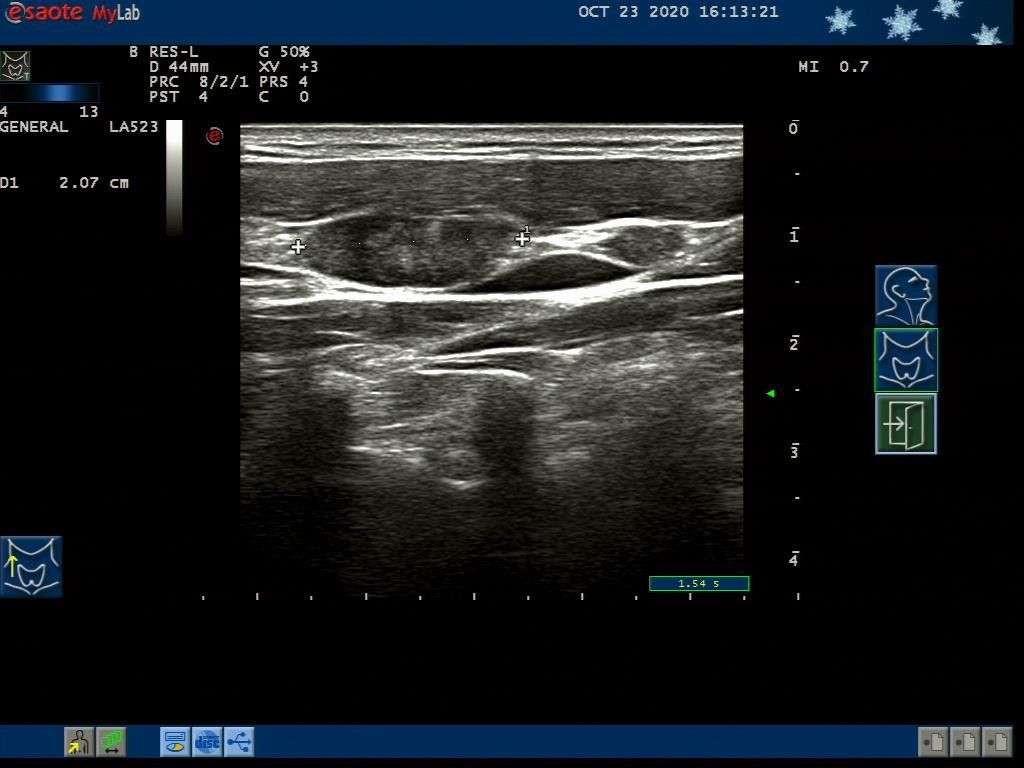 esaote MyLab
OCT 23 2020 16:13:21
B RES-L G 50%
D 44mm XV +3
PRC 8/2/1 PRS 4
PST 4 C 0
MI 0.7
4 13
GENERAL LA523
D1 2.07 cm
e
1
0
1
2
3
4
1.54 s
disc